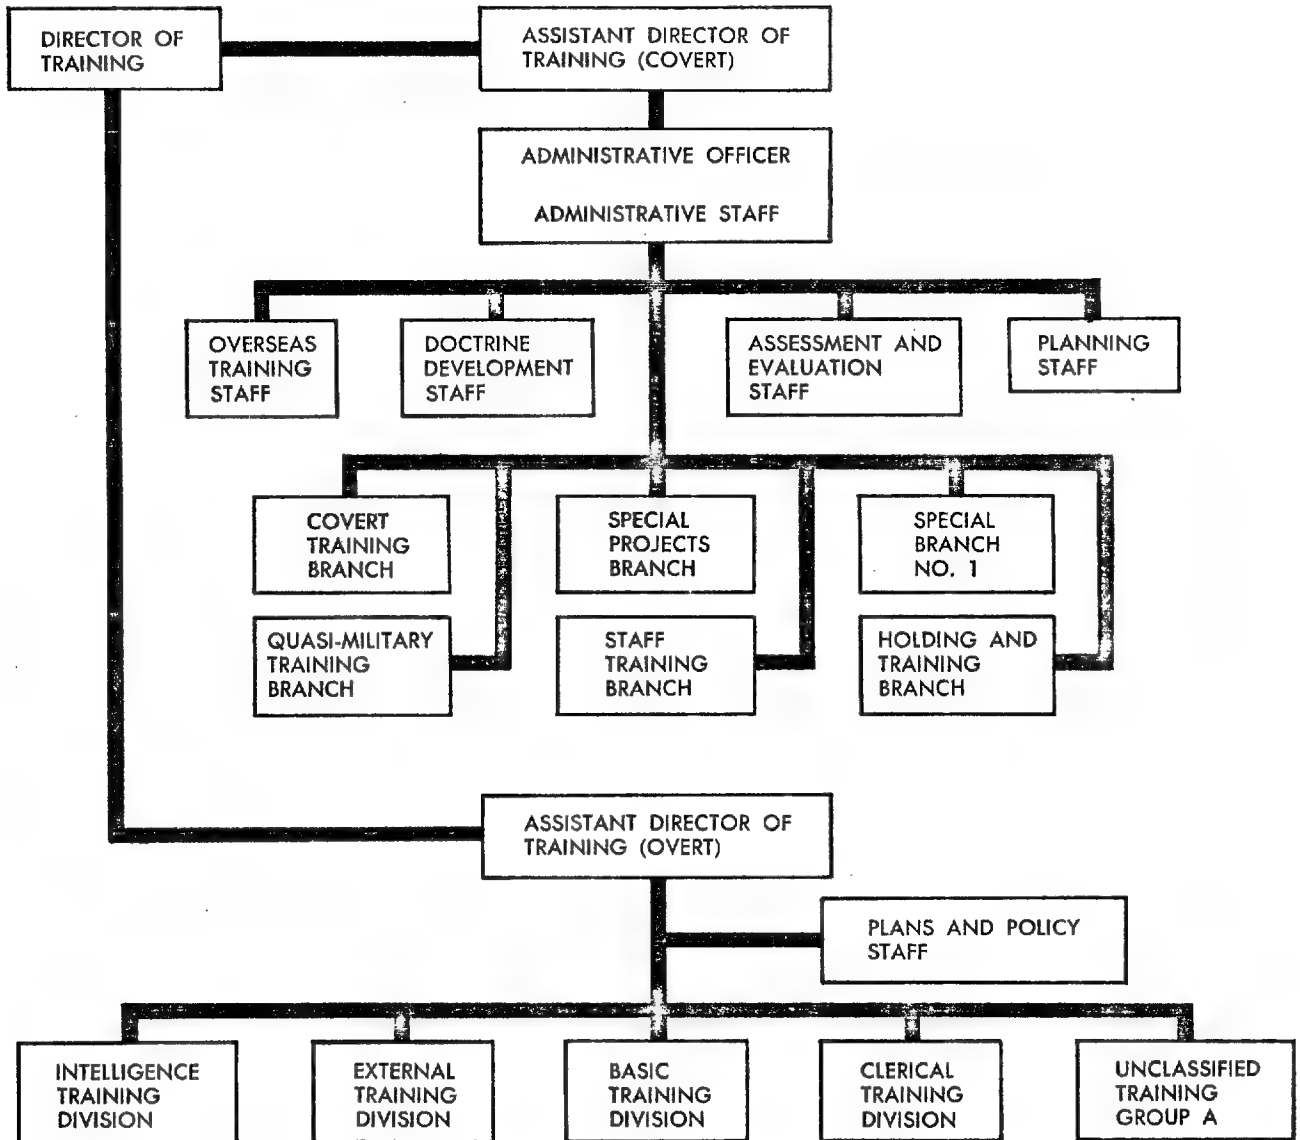 DIRECTOR OF
TRAINING
ASSISTANT DIRECTOR OF
TRAINING (COVERT)
ADMINISTRATIVE OFFICER
ADMINISTRATIVE STAFF
OVERSEAS
TRAINING
STAFF
DOCTRINE
DEVELOPMENT
STAFF
ASSESSMENT AND
EVALUATION
STAFF
PLANNING
STAFF
COVERT
TRAINING
BRANCH
SPECIAL
PROJECTS
BRANCH
SPECIAL
BRANCH
NO. 1
QUASI-MILITARY
TRAINING
BRANCH
STAFF
TRAINING
BRANCH
HOLDING AND
TRAINING
BRANCH
ASSISTANT DIRECTOR OF
TRAINING (OVERT)
PLANS AND POLICY
STAFF
INTELLIGENCE
TRAINING
DIVISION
EXTERNAL
TRAINING
DIVISION
BASIC
TRAINING
DIVISION
CLERICAL
TRAINING
DIVISION
UNCLASSIFIED
TRAINING
GROUP A